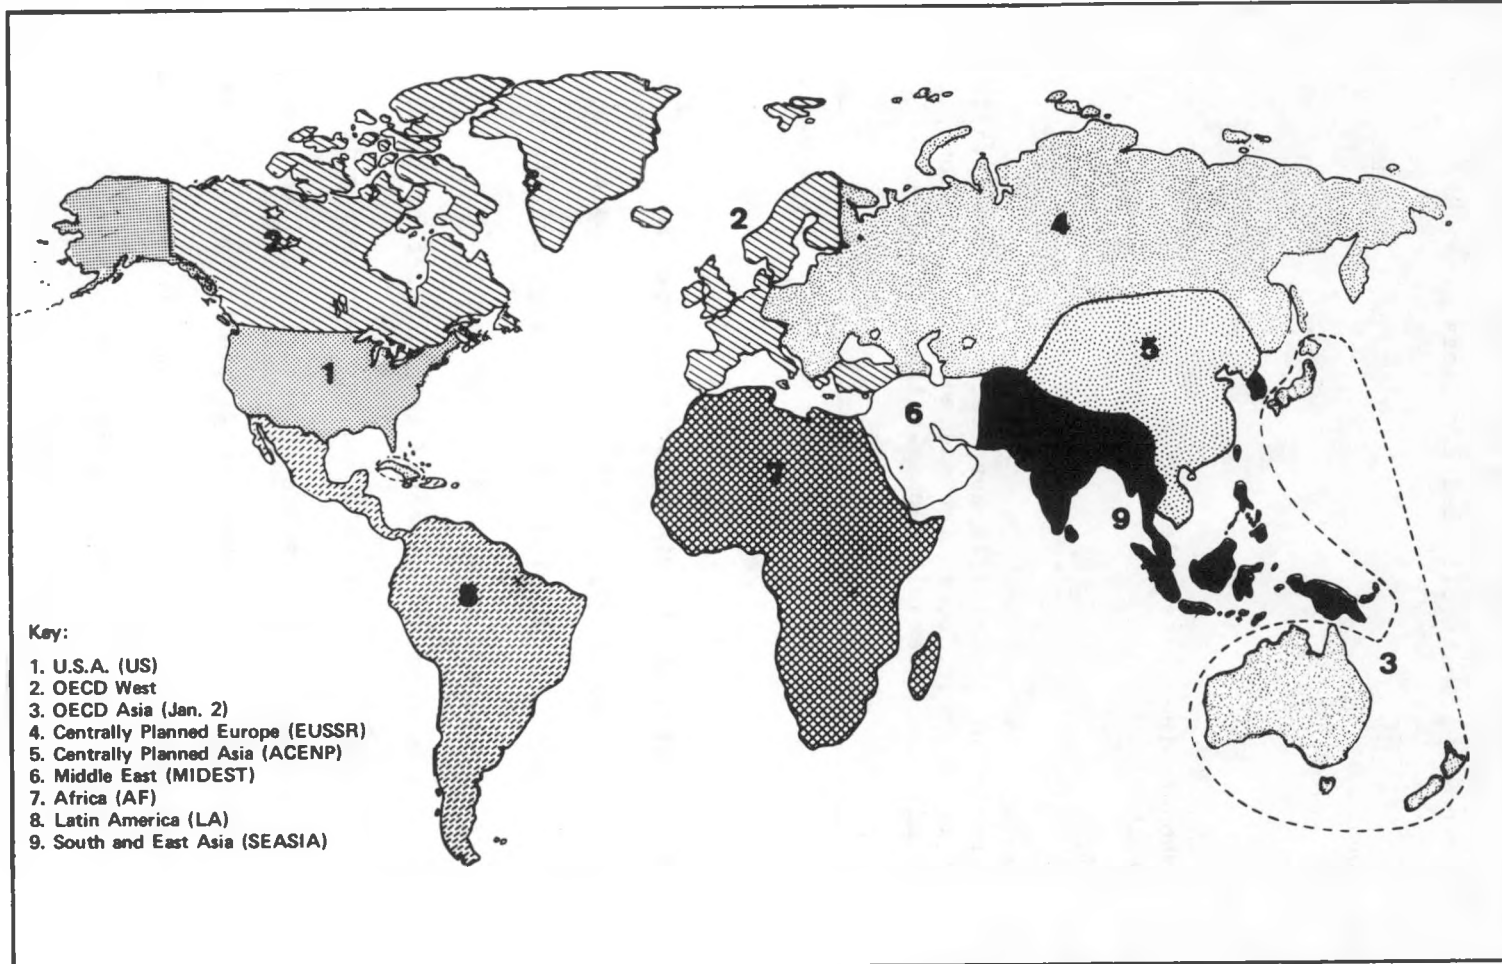 2
2
4
1
5
6
7
9
8
3
Key:
1. U.S.A. (US)
2. OECD West
3. OECD Asia (Jan. 2)
4. Centrally Planned Europe (EUSSR)
5. Centrally Planned Asia (ACENP)
6. Middle East (MIDEST)
7. Africa (AF)
8. Latin America (LA)
9. South and East Asia (SEASIA)